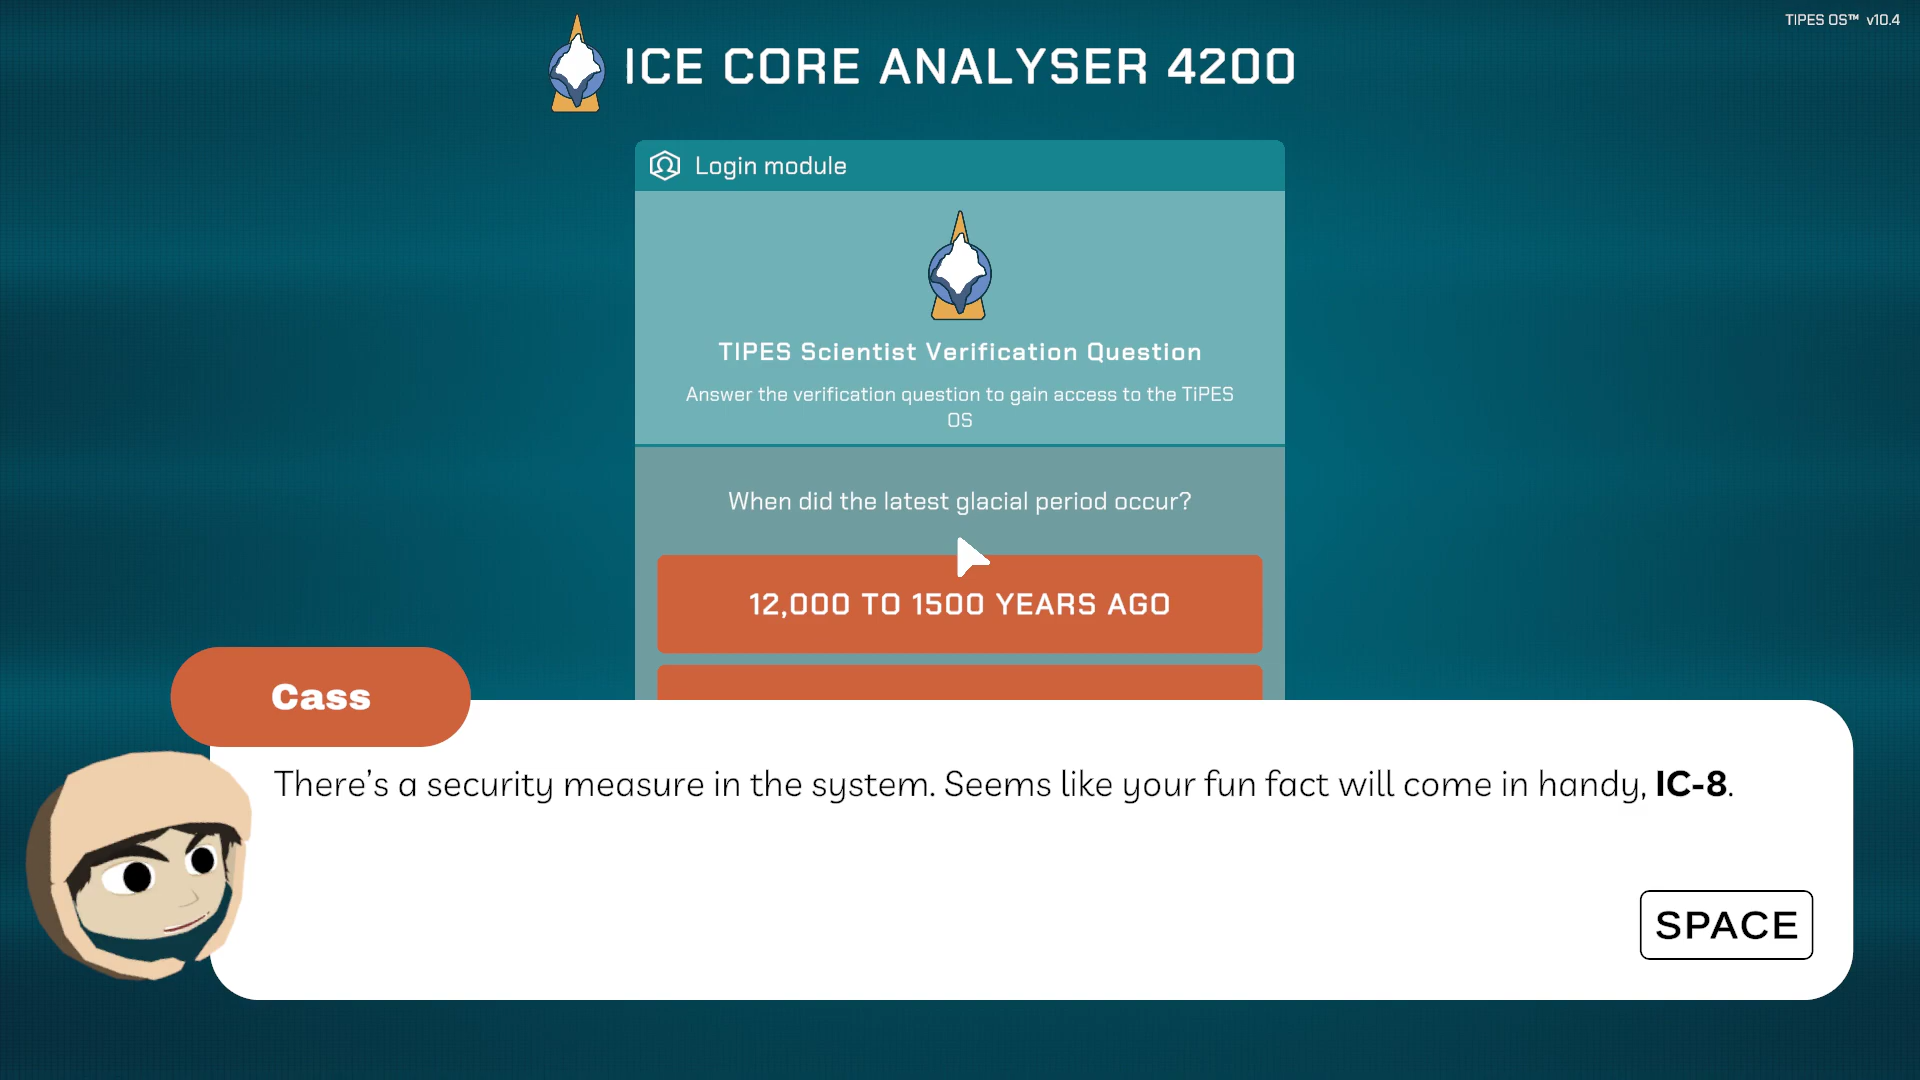 TIPES OS™ v10.4
ICE CORE ANALYSER 4200
Login module
TIPES Scientist Verification Question
Answer the verification question to gain access to the TiPES
OS
When did the latest glacial period occur?
12,000 TO 1500 YEARS AGO
Cass
There's a security measure in the system. Seems like your fun fact will come in handy, IC-8.
SPACE